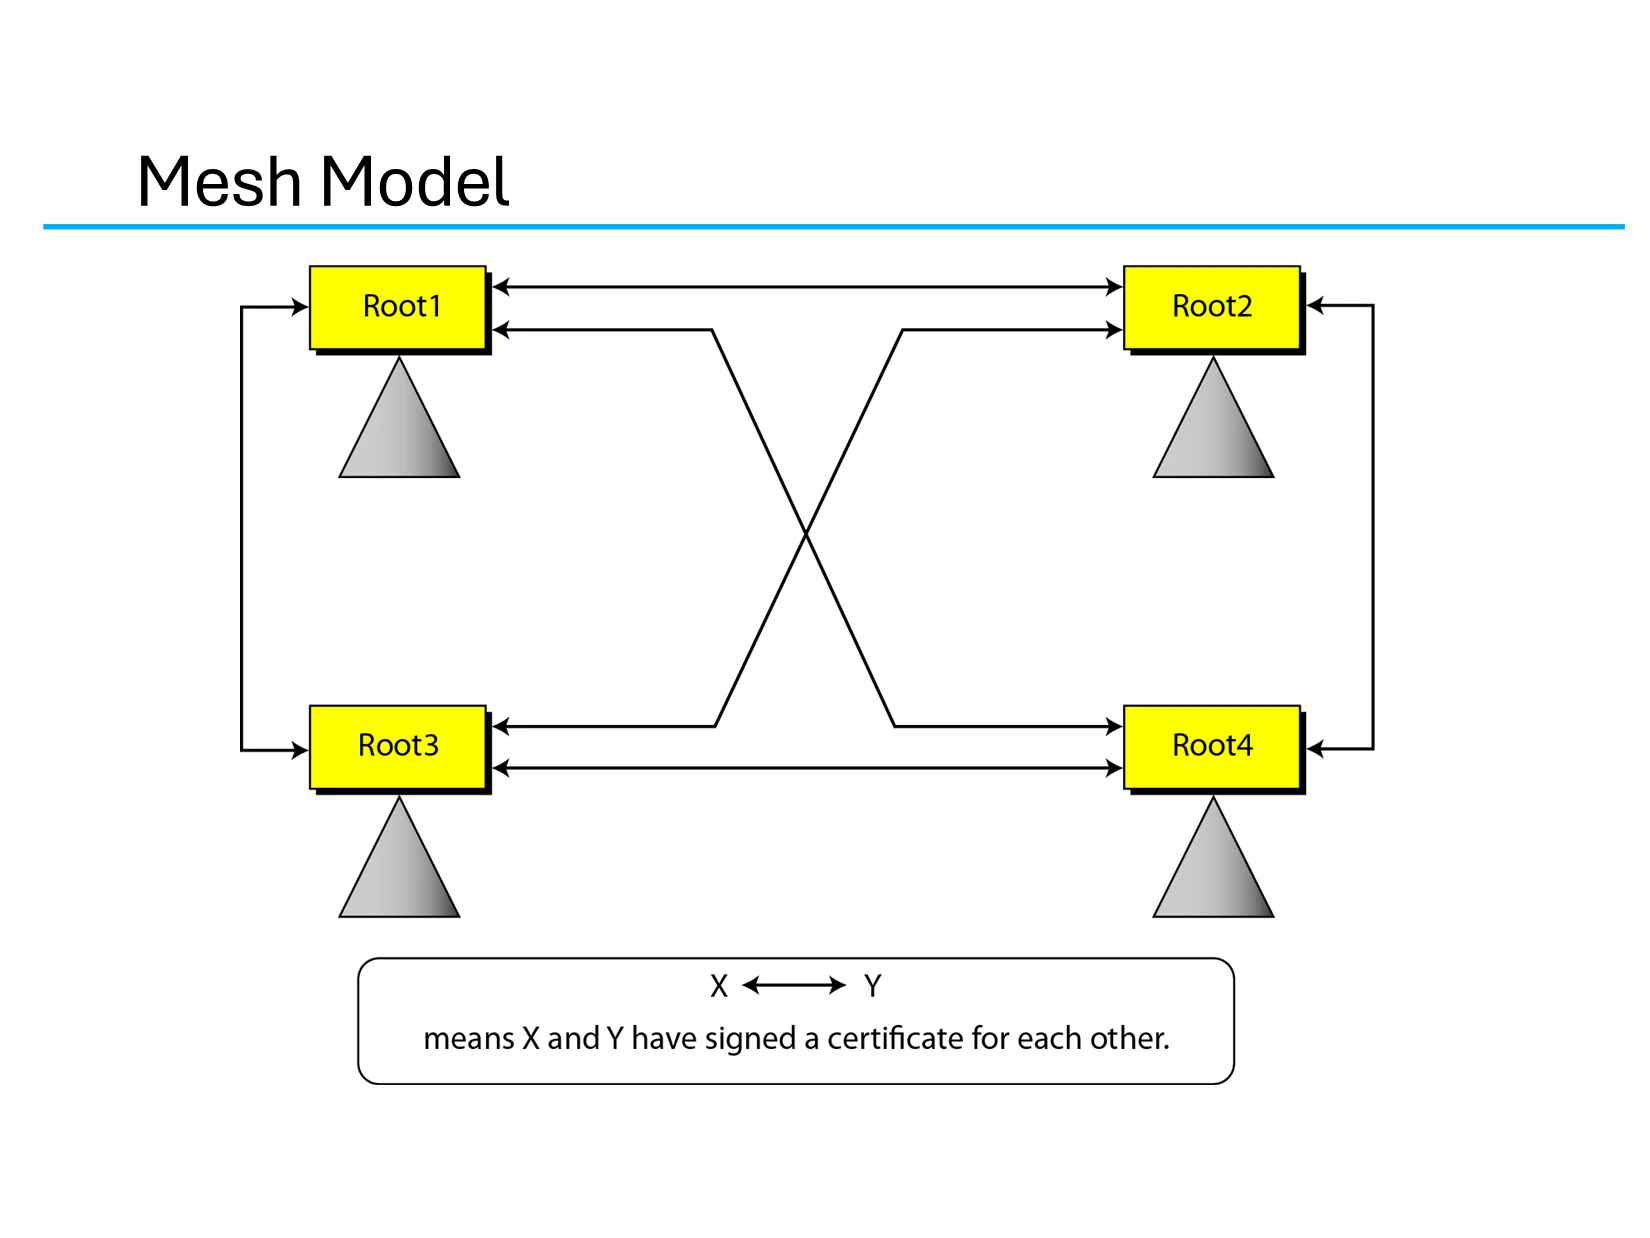 Mesh Model
Root1
Root2
Root3
Root4
X Y
means X and Y have signed a certificate for each other.